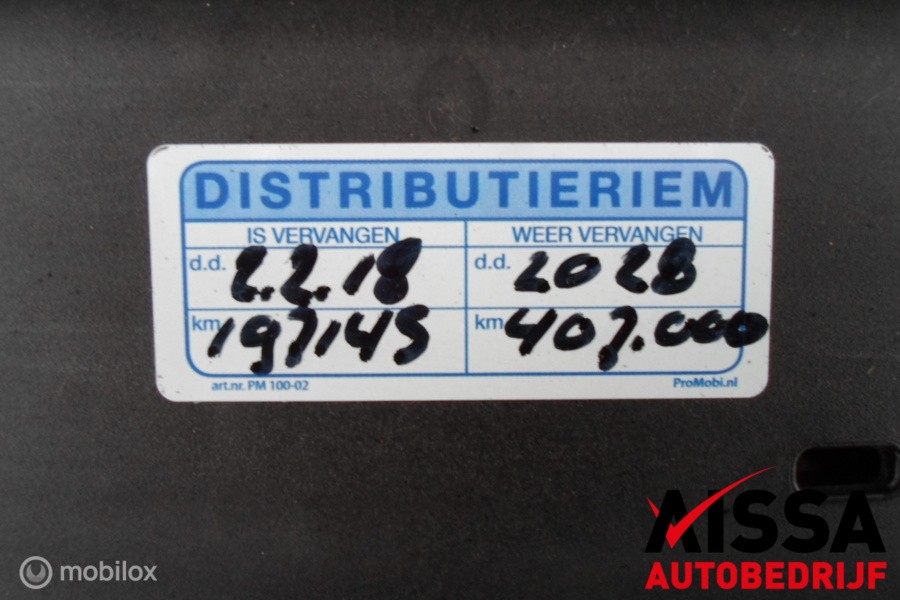 DISTRIBUTIERIEM
IS VERVANGEN WEER VERVANGEN
d.d. 2.2.18 d.d. 2028
km 197145 km 407.000
art.nr. PM 100-02 ProMobi.nl
AISSA
AUTOBEDRIJF
mobilox